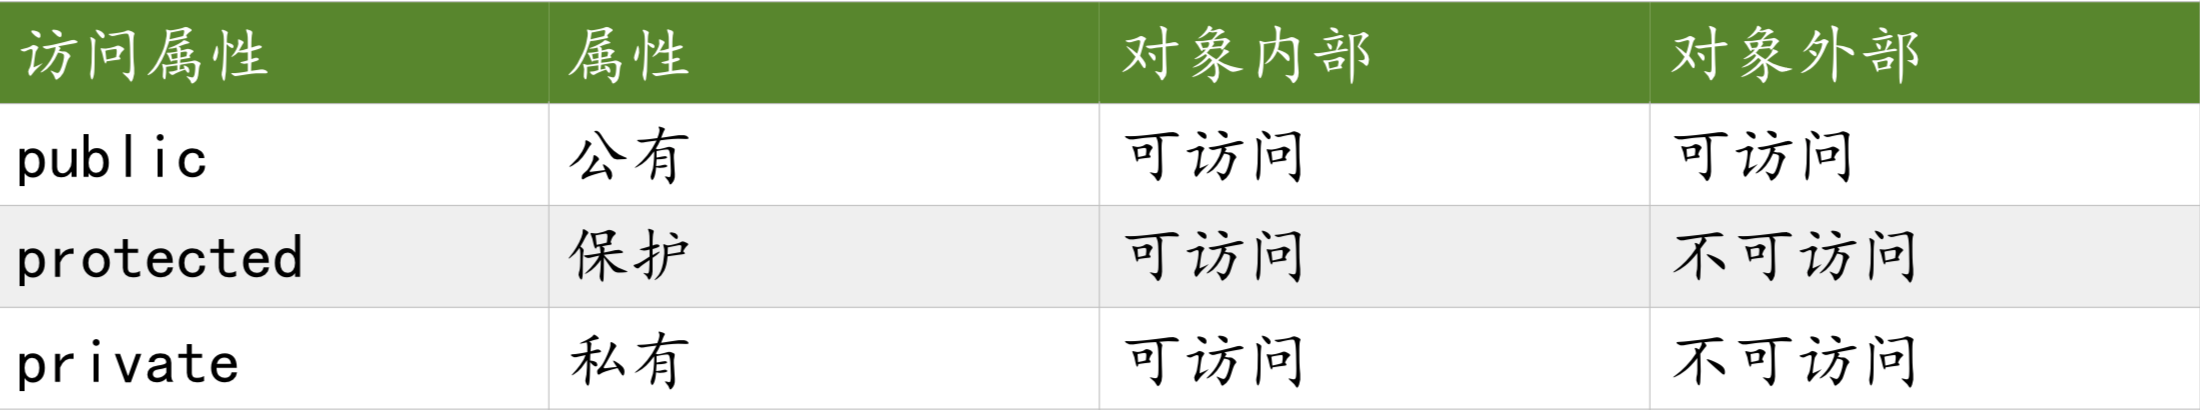 访问属性 属性 对象内部 对象外部
public 公有 可访问 可访问
protected 保护 可访问 不可访问
private 私有 可访问 不可访问